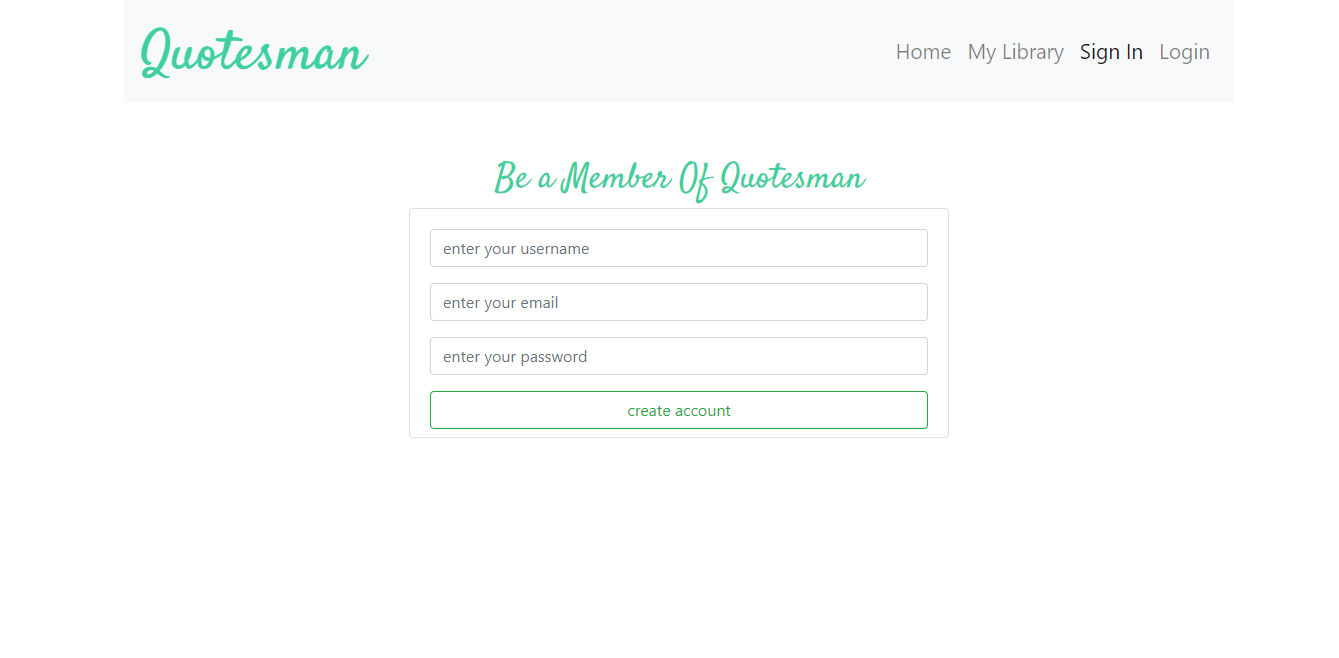 Quotesman
Home My Library Sign In Login
Be a Member Of Quotesman
enter your username
enter your email
enter your password
create account